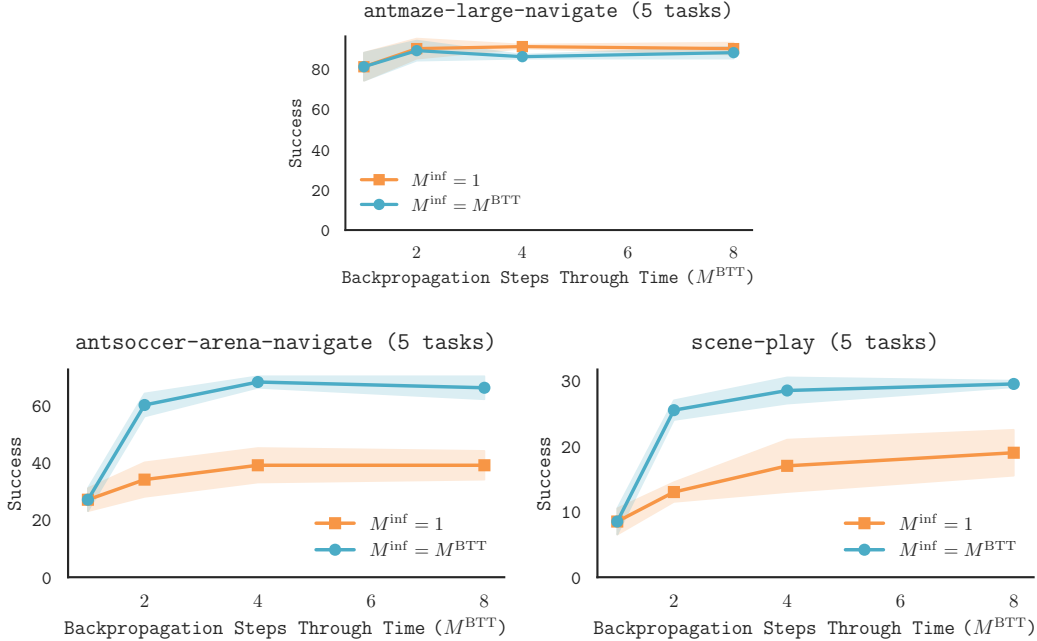 antmaze-large-navigate (5 tasks)
80
60
40
20
0
Success
M^inf = 1
M^inf = M^BTT
2 4 6 8
Backpropagation Steps Through Time (M^BTT)
antsoccer-arena-navigate (5 tasks)
60
40
20
0
Success
M^inf = 1
M^inf = M^BTT
2 4 6 8
Backpropagation Steps Through Time (M^BTT)
scene-play (5 tasks)
30
20
10
0
Success
M^inf = 1
M^inf = M^BTT
2 4 6 8
Backpropagation Steps Through Time (M^BTT)